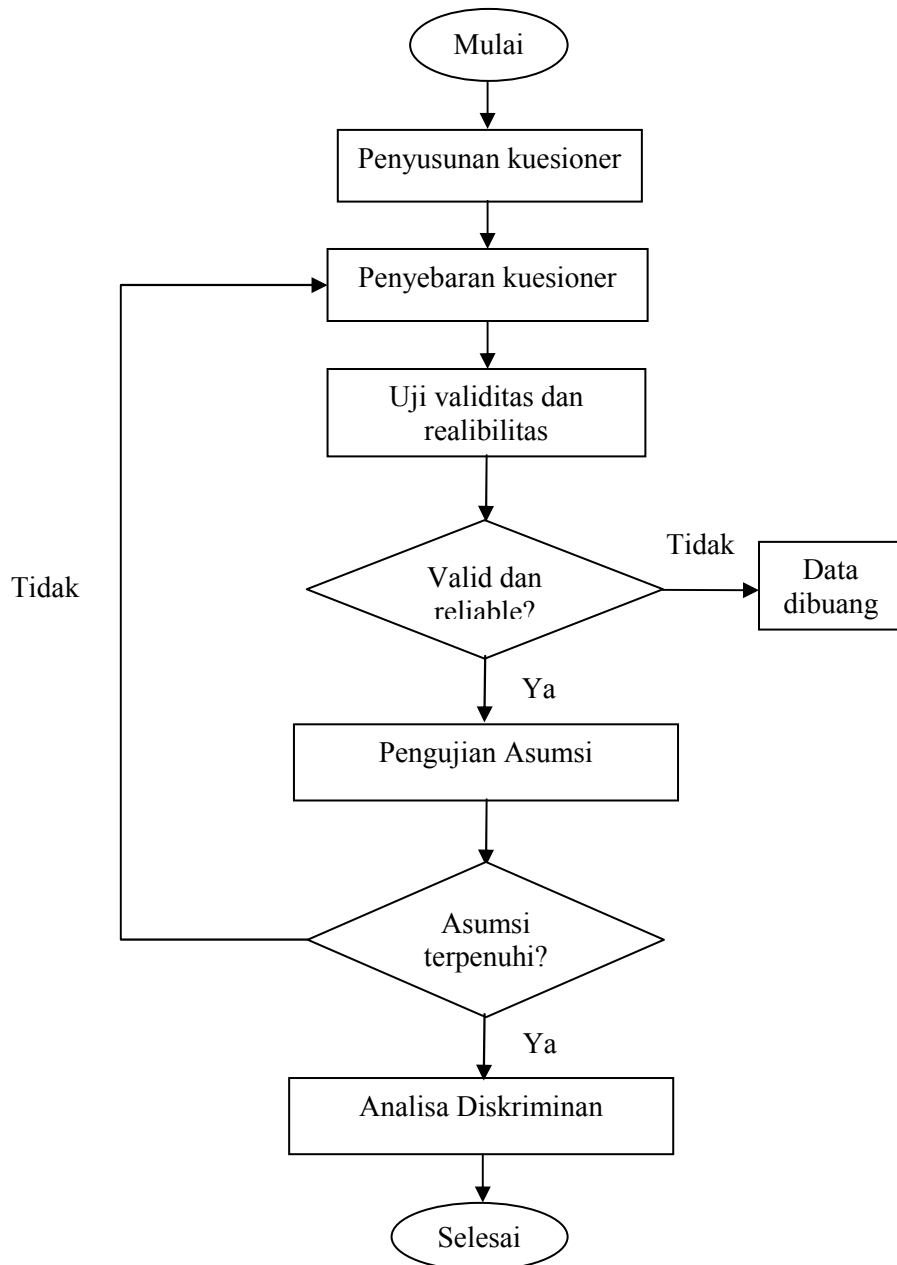 Mulai
Penyusunan kuesioner
Penyebaran kuesioner
Uji validitas dan
realibilitas
Tidak
Valid dan
reliable?
Data
dibuang
Tidak
Ya
Pengujian Asumsi
Asumsi
terpenuhi?
Ya
Analisa Diskriminan
Selesai